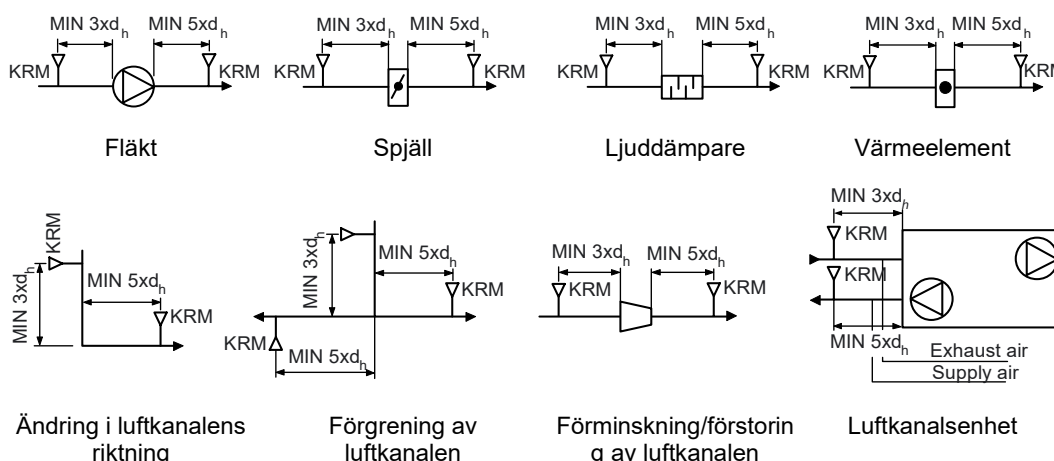 MIN 3xdh MIN 5xdh MIN 3xdh MIN 5xdh MIN 3xdh MIN 5xdh MIN 3xdh MIN 5xdh
KRM KRM KRM KRM KRM KRM KRM KRM
Fläkt Spjäll Ljuddämpare Värmeelement
KRM
MIN 3xdh
MIN 5xdh
KRM
MIN 3xdh
MIN 5xdh
KRM
KRM
MIN 5xdh
MIN 3xdh MIN 5xdh
KRM KRM
MIN 3xdh
KRM
KRM
MIN 5xdh
Exhaust air
Supply air
Ändring i luftkanalens
riktning
Förgrening av
luftkanalen
Förminskning/förstorin
g av luftkanalen
Luftkanalsenhet